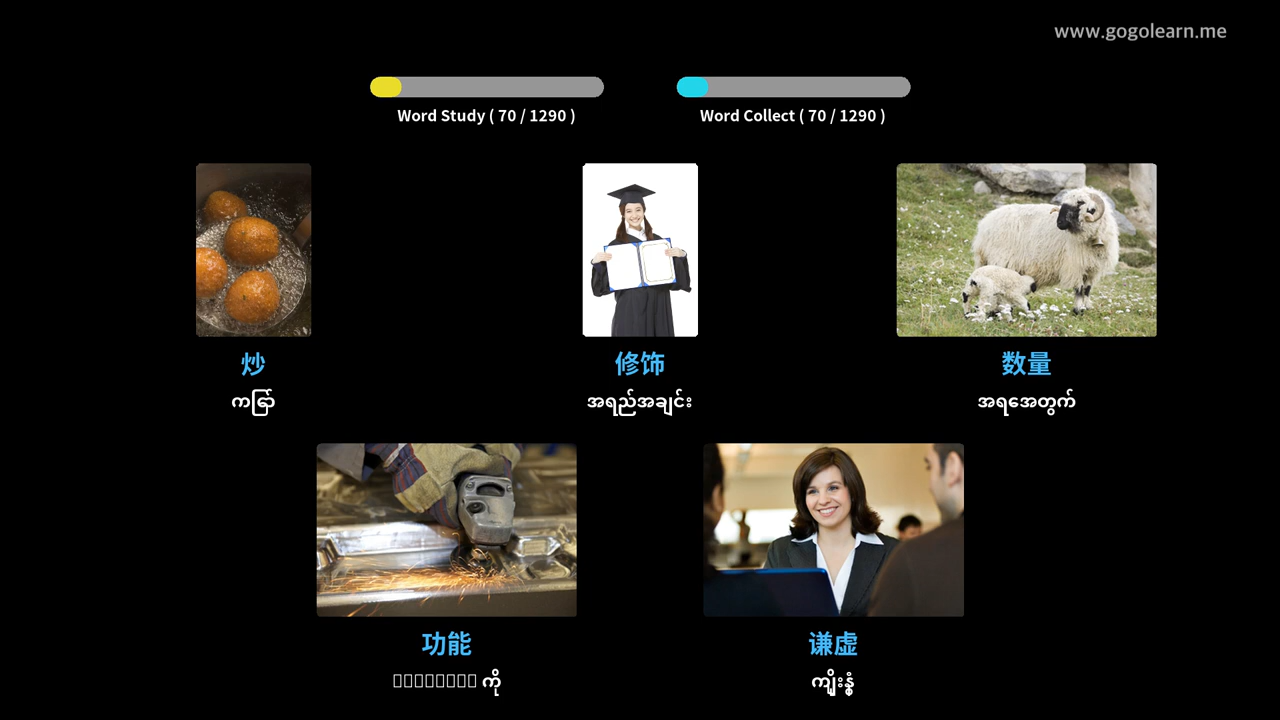 www.gogolearn.me
Word Study ( 70 / 1290 )
Word Collect ( 70 / 1290 )
炒
修饰
数量
ကြော်
အရည်အချင်း
အရေအတွက်
功能
谦虚
ကို
ကျိုးနွံ